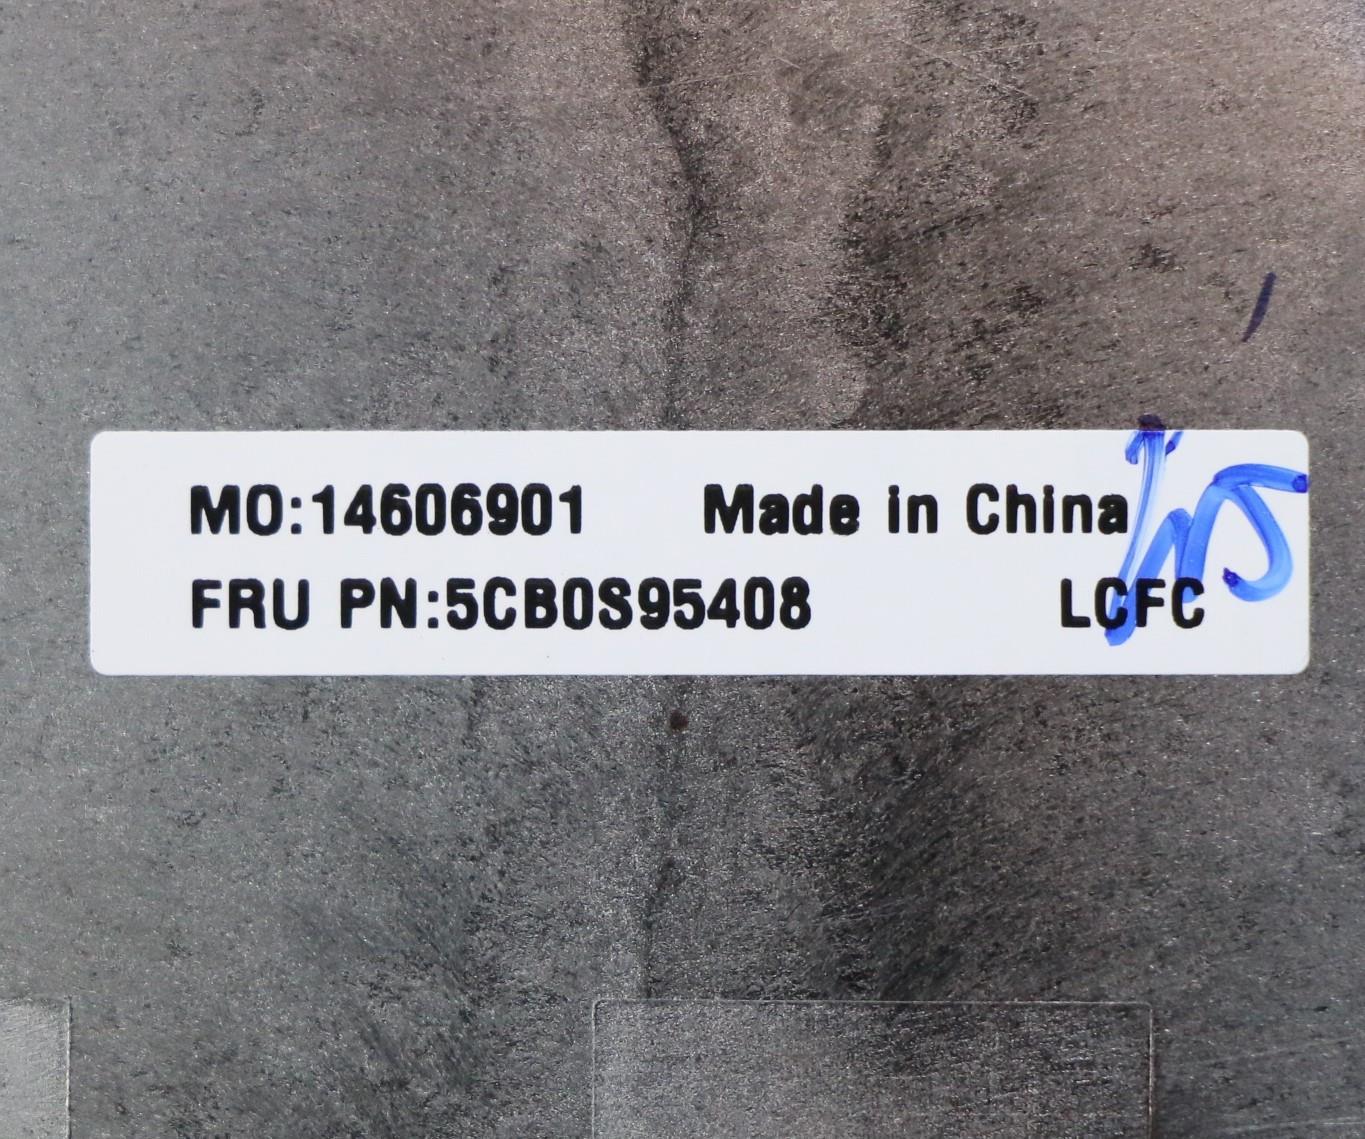 MO:14606901 Made in China
FRU PN:5CB0S95408 LCFC